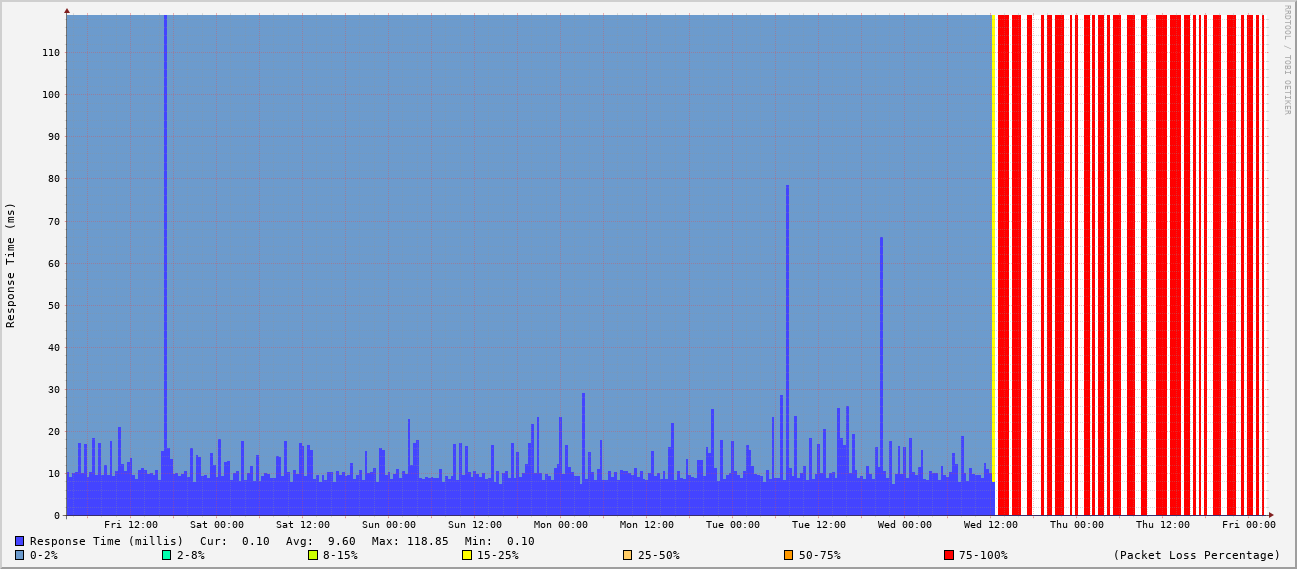 RRDTOOL / TOBI OETIKER
Response Time (ms)
110
100
90
80
70
60
50
40
30
20
10
0
Fri 12:00 Sat 00:00 Sat 12:00 Sun 00:00 Sun 12:00 Mon 00:00 Mon 12:00 Tue 00:00 Tue 12:00 Wed 00:00 Wed 12:00 Thu 00:00 Thu 12:00 Fri 00:00
Response Time (millis) Cur: 0.10 Avg: 9.60 Max: 118.85 Min: 0.10
0-2% 2-8% 8-15% 15-25% 25-50% 50-75% 75-100% (Packet Loss Percentage)